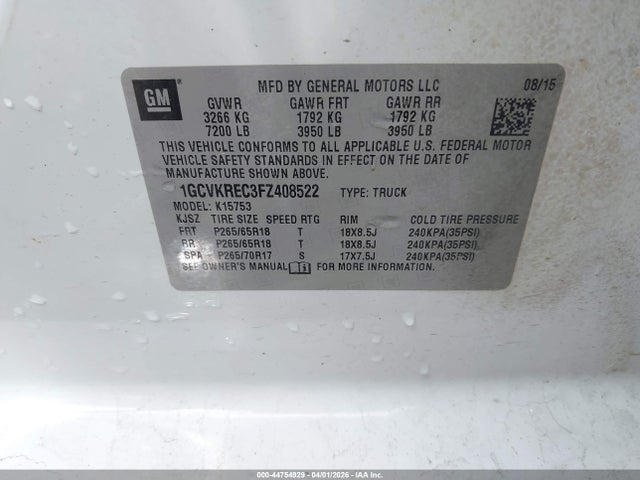 GM
MFD BY GENERAL MOTORS LLC 08/15
GVWR GAWR FRT GAWR RR
3266 KG 1792 KG 1792 KG
7200 LB 3950 LB 3950 LB
THIS VEHICLE CONFORMS TO ALL APPLICABLE U.S. FEDERAL MOTOR
VEHICLE SAFETY STANDARDS IN EFFECT ON THE DATE OF
MANUFACTURE SHOWN ABOVE.
1GCVKREC3FZ408522 TYPE: TRUCK
MODEL: K15753
KJSZ TIRE SIZE SPEED RTG RIM COLD TIRE PRESSURE
FRT P265/65R18 T 18X8.5J 240KPA(35PSI)
RR P265/65R18 T 18X8.5J 240KPA(35PSI)
SPA P265/70R17 S 17X7.5J 240KPA(35PSI)
SEE OWNER'S MANUAL FOR MORE INFORMATION.
000-44754929 04/01/2026 IAA, Inc.